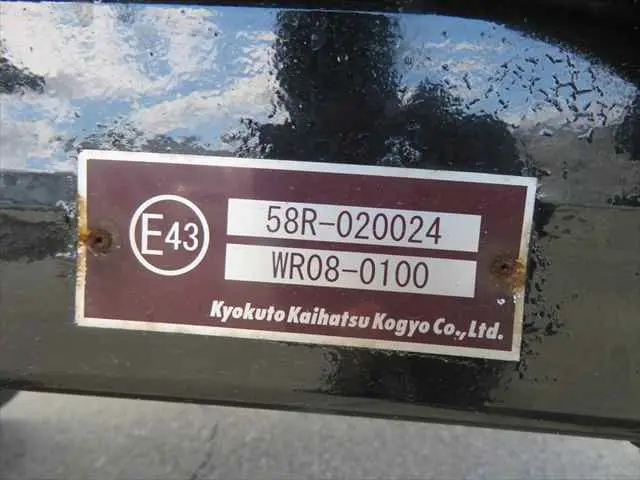 E43
58R-020024
WR08-0100
Kyokuto Kaihatsu Kogyo Co., Ltd.